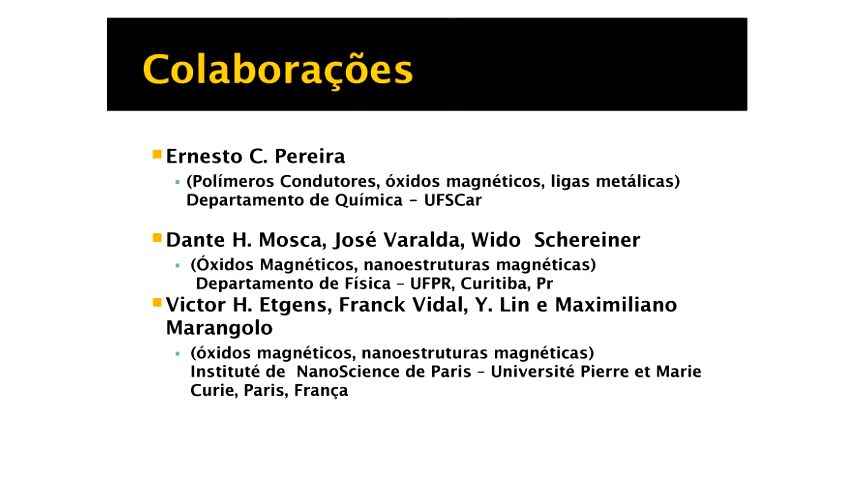 Colaborações
Ernesto C. Pereira
(Polímeros Condutores, óxidos magnéticos, ligas metálicas)
Departamento de Química - UFSCar
Dante H. Mosca, José Varalda, Wido Schereiner
(Óxidos Magnéticos, nanoestruturas magnéticas)
Departamento de Física – UFPR, Curitiba, Pr
Victor H. Etgens, Franck Vidal, Y. Lin e Maximiliano
Marangolo
(óxidos magnéticos, nanoestruturas magnéticas)
Instituté de NanoScience de Paris – Université Pierre et Marie
Curie, Paris, França